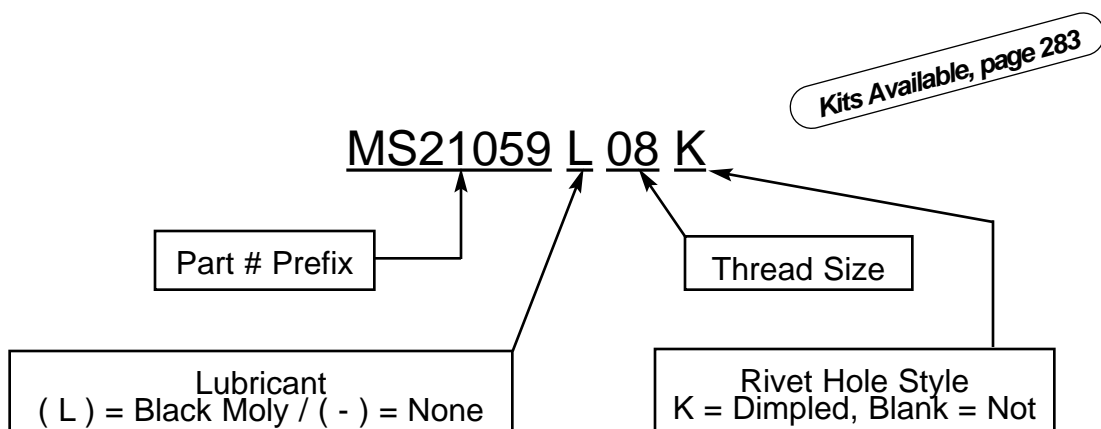 Kits Available, page 283
MS21059 L 08 K
Part # Prefix
Thread Size
Lubricant
( L ) = Black Moly / ( - ) = None
Rivet Hole Style
K = Dimpled, Blank = Not